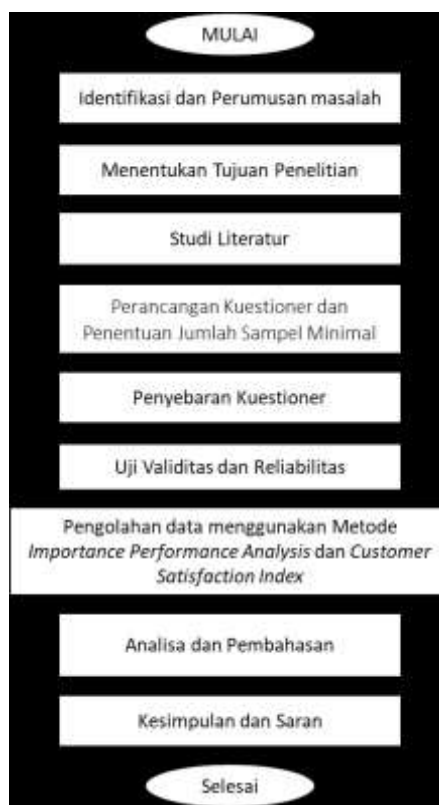 MULAI
Identifikasi dan Perumusan masalah
Menentukan Tujuan Penelitian
Studi Literatur
Perancangan Kuestioner dan
Penentuan Jumlah Sampel Minimal
Penyebaran Kuestioner
Uji Validitas dan Reliabilitas
Pengolahan data menggunakan Metode
Importance Performance Analysis dan Customer
Satisfaction Index
Analisa dan Pembahasan
Kesimpulan dan Saran
Selesai